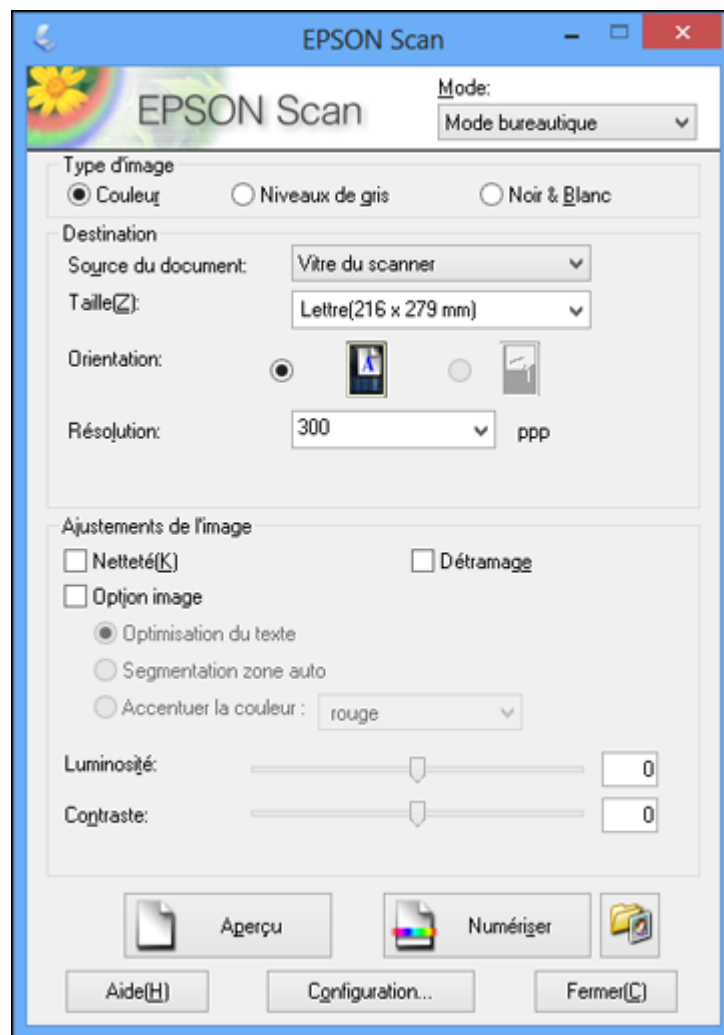 EPSON Scan
EPSON Scan
Mode:
Mode bureautique
Type d'image
Couleur Niveaux de gris Noir & Blanc
Destination
Source du document: Vitre du scanner
Taille(Z): Lettre(216 x 279 mm)
Orientation: A
Résolution: 300 ppp
Ajustements de l'image
Netteté(K) Détramage
Option image
Optimisation du texte
Segmentation zone auto
Accentuer la couleur : rouge
Luminosité: 0
Contraste: 0
Aperçu Numériser
Aide(H) Configuration... Fermer(C)